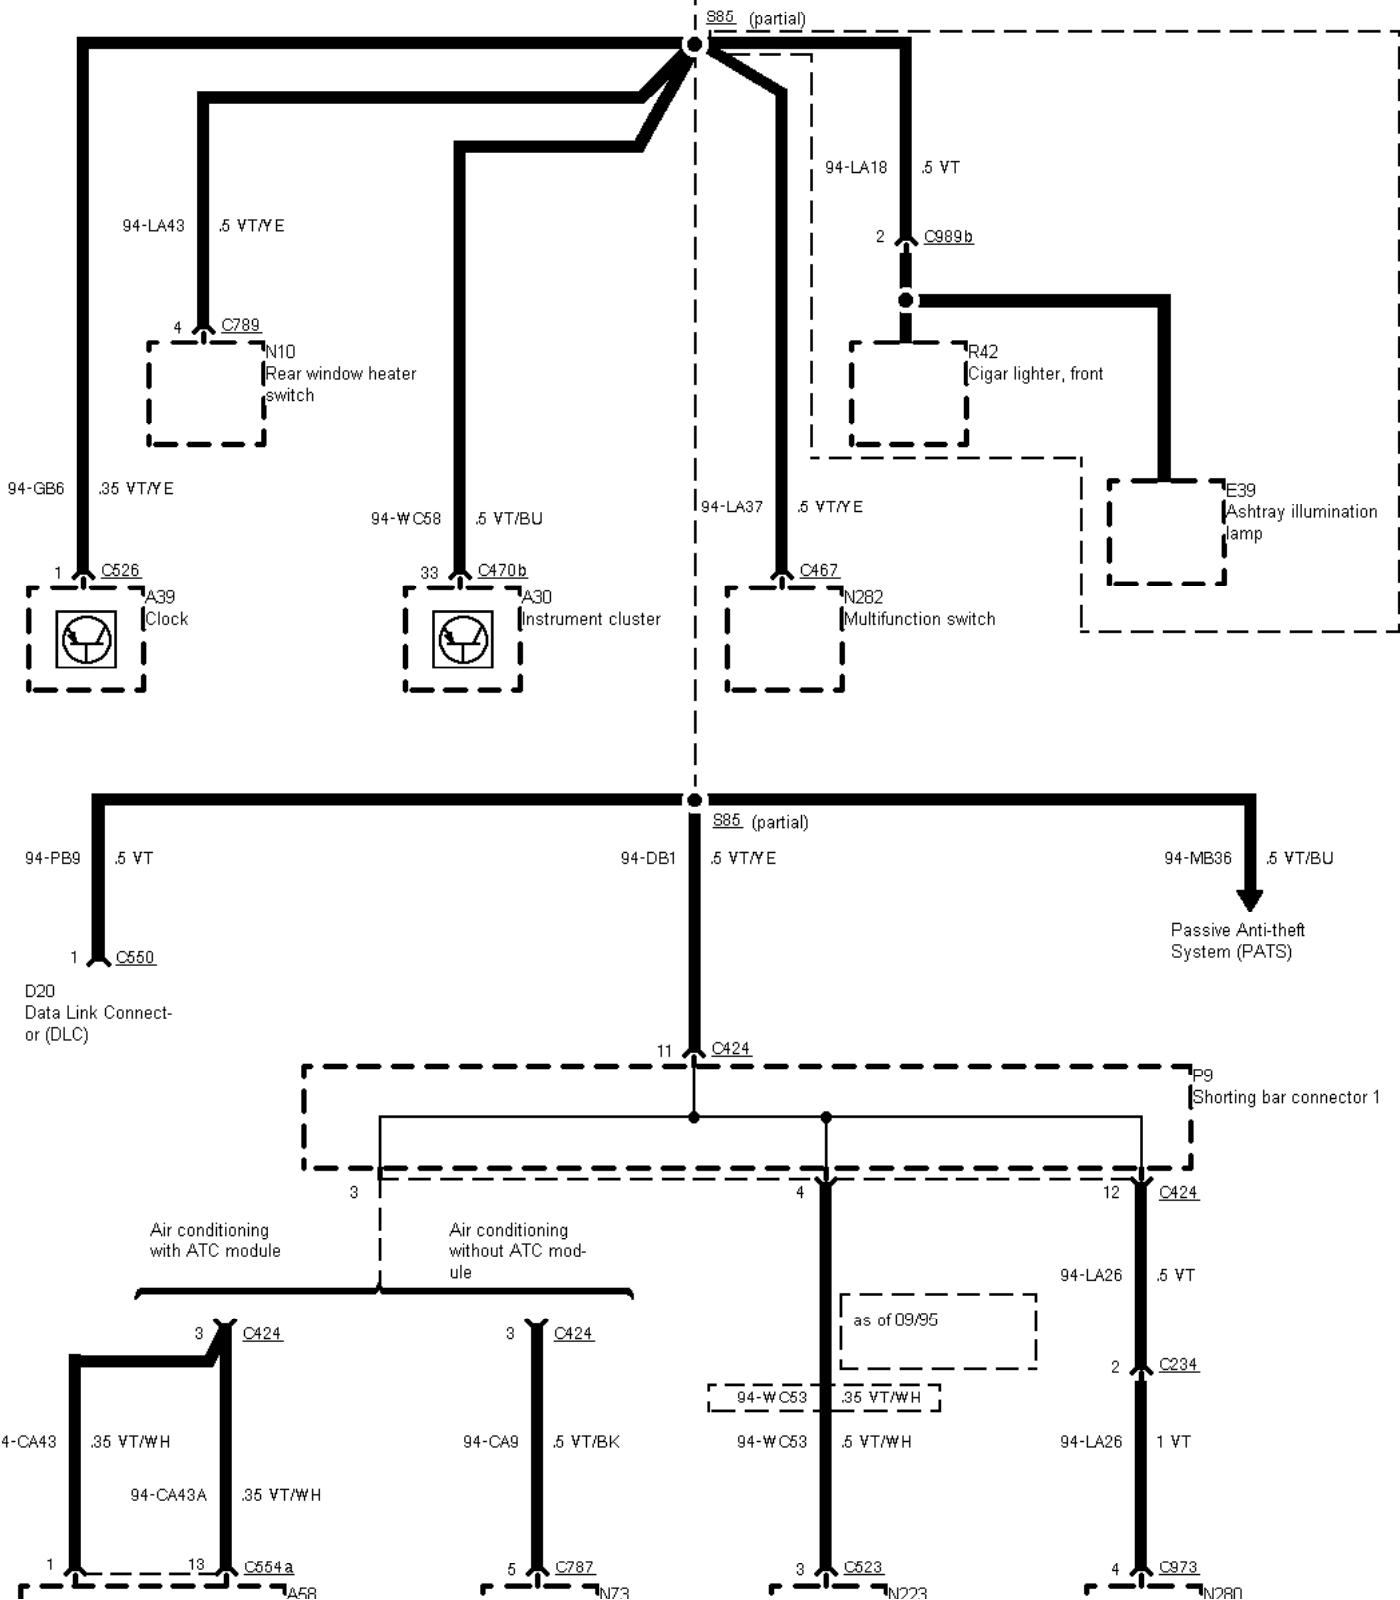 S85 (partial)
94-LA18 .5 VT
94-LA43 .5 VT/YE
2 C989b
4 C789
N10
Rear window heater
switch
R42
Cigar lighter, front
94-GB6 .35 VT/YE
94-WC58 .5 VT/BU
94-LA37 .5 VT/YE
E39
Ashtray illumination
lamp
1 C526
33 C470b
C467
A39
Clock
A30
Instrument cluster
N282
Multifunction switch
S85 (partial)
94-PB9 .5 VT
94-DB1 .5 VT/YE
94-MB36 .5 VT/BU
Passive Anti-theft
System (PATS)
1 C550
D20
Data Link Connect-
or (DLC)
11 C424
P9
Shorting bar connector 1
3
4
12 C424
Air conditioning
with ATC module
Air conditioning
without ATC mod-
ule
94-LA26 .5 VT
as of 09/95
3 C424
3 C424
2 C234
94-WC53 .35 VT/WH
4-CA43 .35 VT/WH
94-CA9 .5 VT/BK
94-WC53 .5 VT/WH
94-LA26 1 VT
94-CA43A .35 VT/WH
1
13 C554a
5 C787
3 C523
4 C973
A58
N73
N223
N280